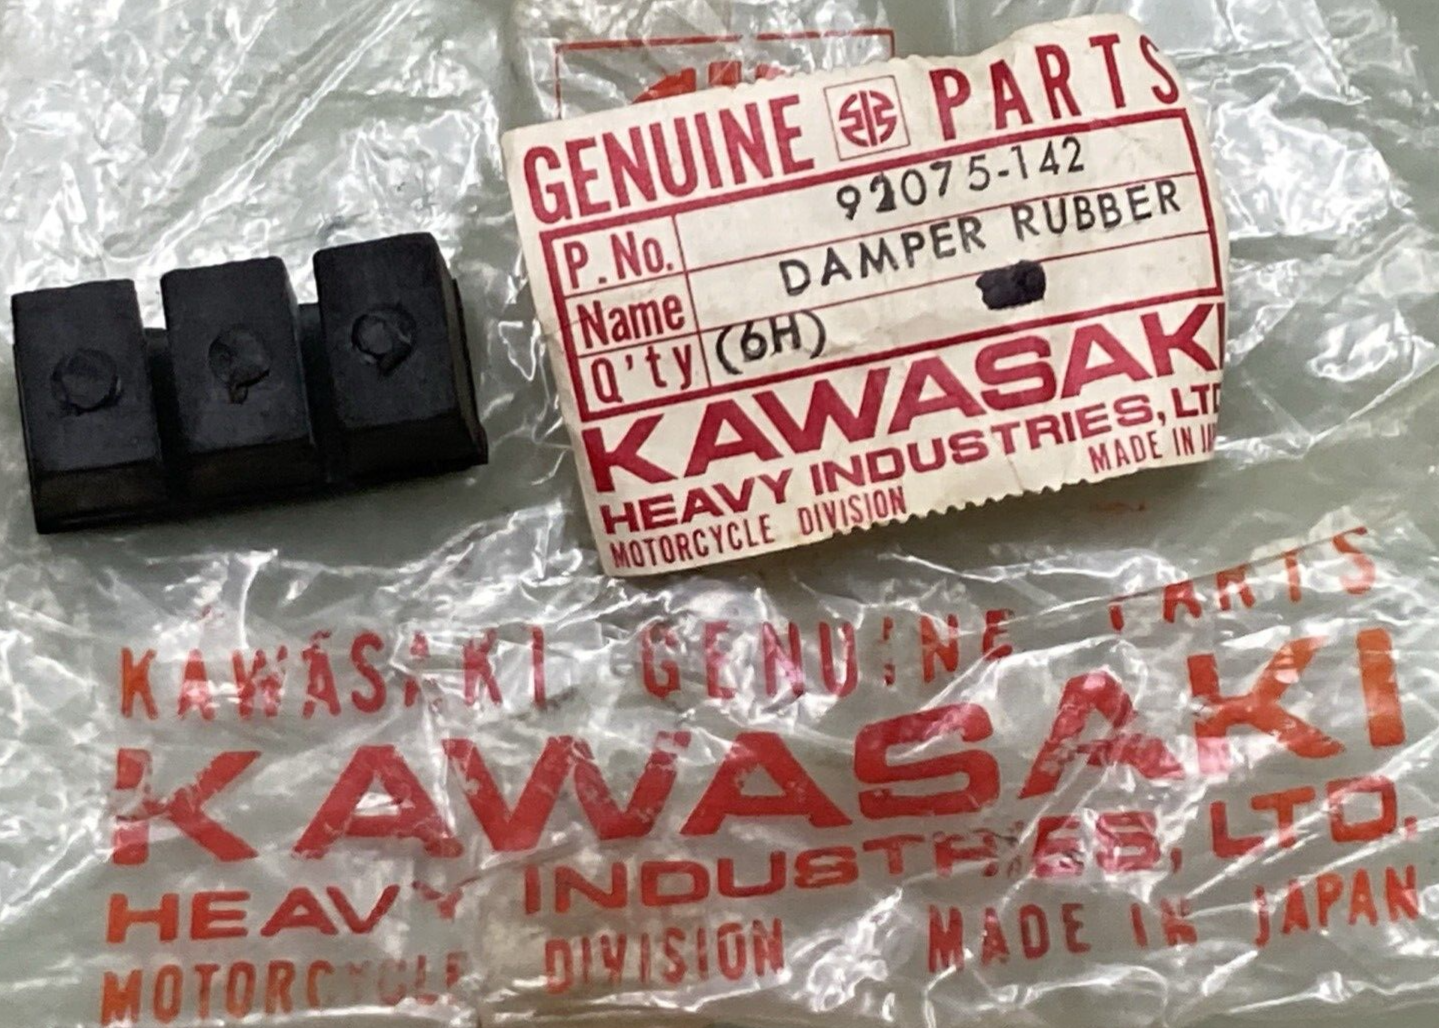 GENUINE PARTS
P.No. 92075-142
Name DAMPER RUBBER
Q'ty (6H)
KAWASAKI
HEAVY INDUSTRIES, LTD
MOTORCYCLE DIVISION MADE IN JA
KAWASAKI GENUINE PARTS
KAWASAKI
HEAVY INDUSTRIES, LTD.
MOTORCYCLE DIVISION MADE IN JAPAN